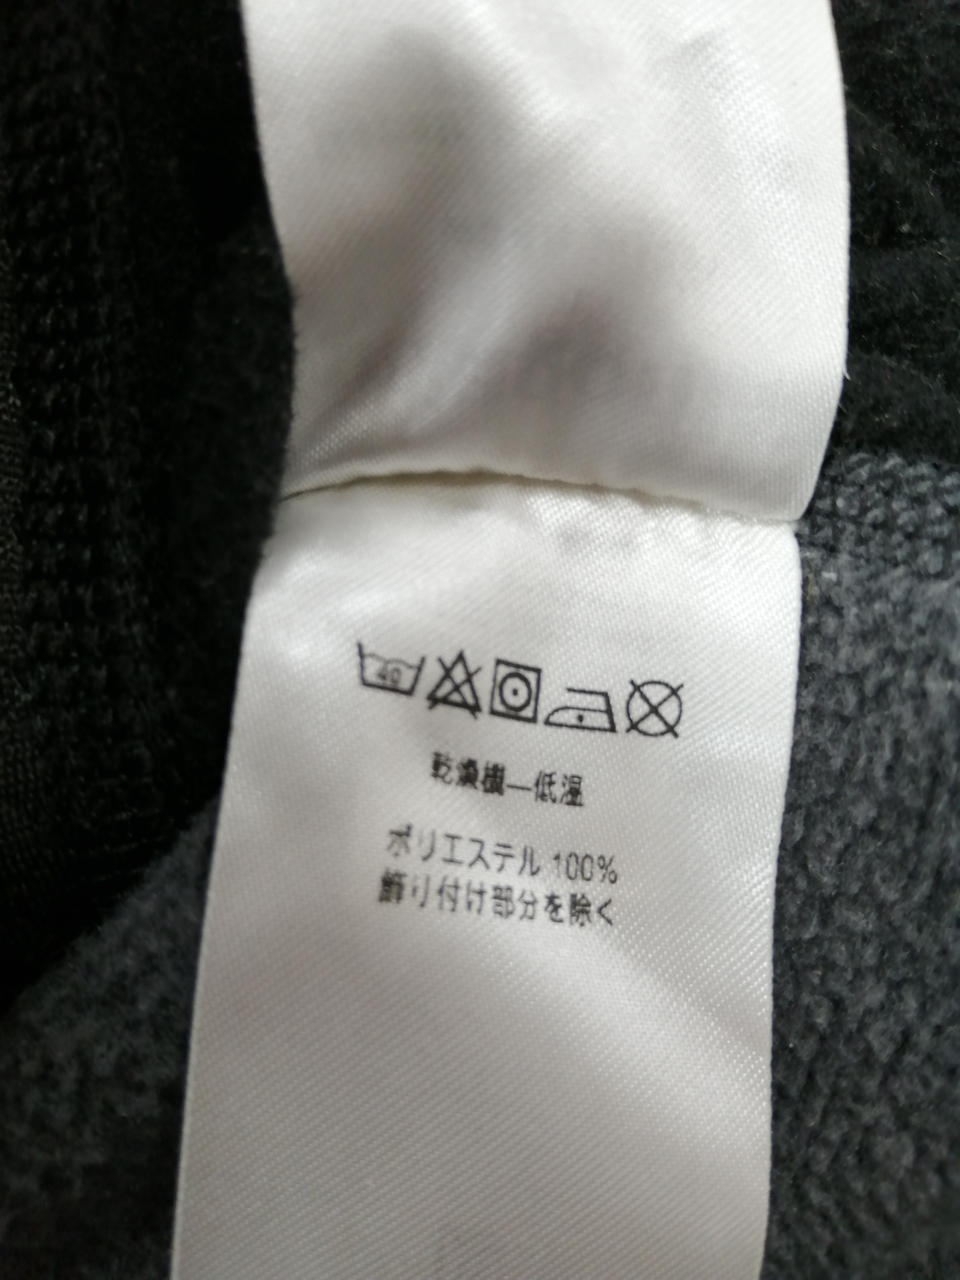 40
乾燥機—低温
ポリエステル 100%
飾り付け部分を除く